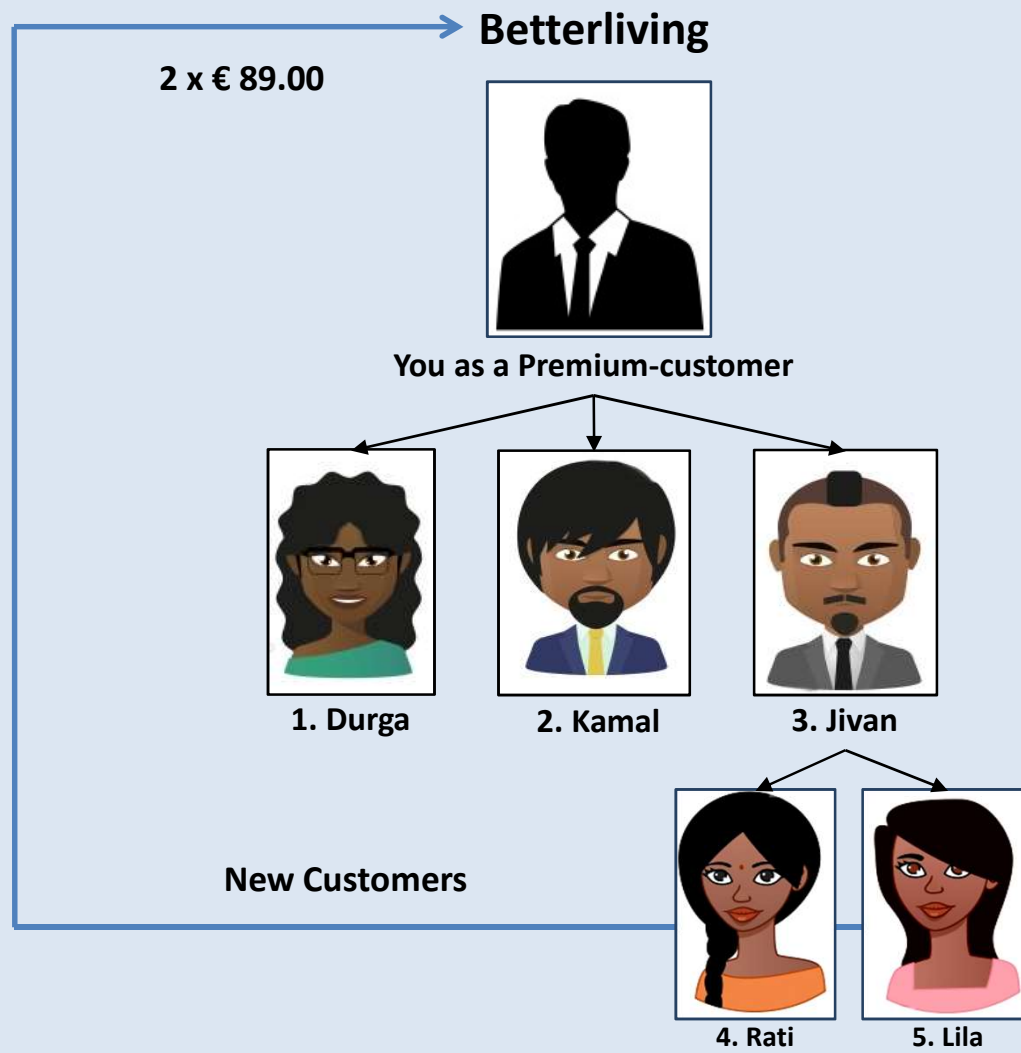 Betterliving
2 x € 89.00
You as a Premium-customer
1. Durga
2. Kamal
3. Jivan
New Customers
4. Rati
5. Lila